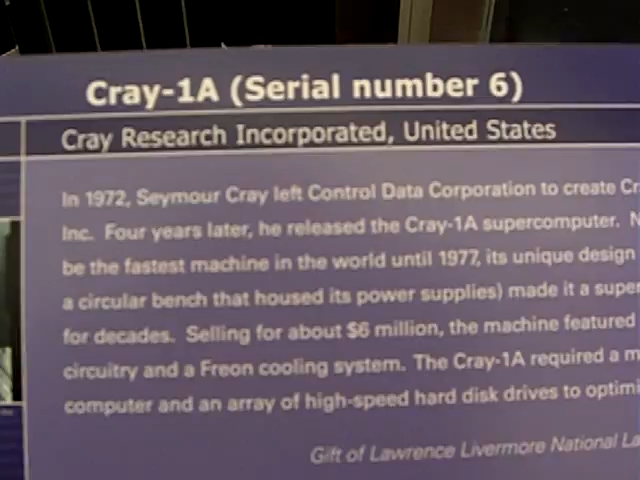 Cray-1A (Serial number 6)
Cray Research Incorporated, United States
In 1972, Seymour Cray left Control Data Corporation to create
Inc. Four years later, he released the Cray-1A supercomputer.
be the fastest machine in the world until 1977, its unique design
a circular bench that housed its power supplies) made it a
for decades. Selling for about $6 million, the machine featured
circuitry and a Freon cooling system. The Cray-1A required a
computer and an array of high-speed hard disk drives to
Gift of Lawrence Livermore National